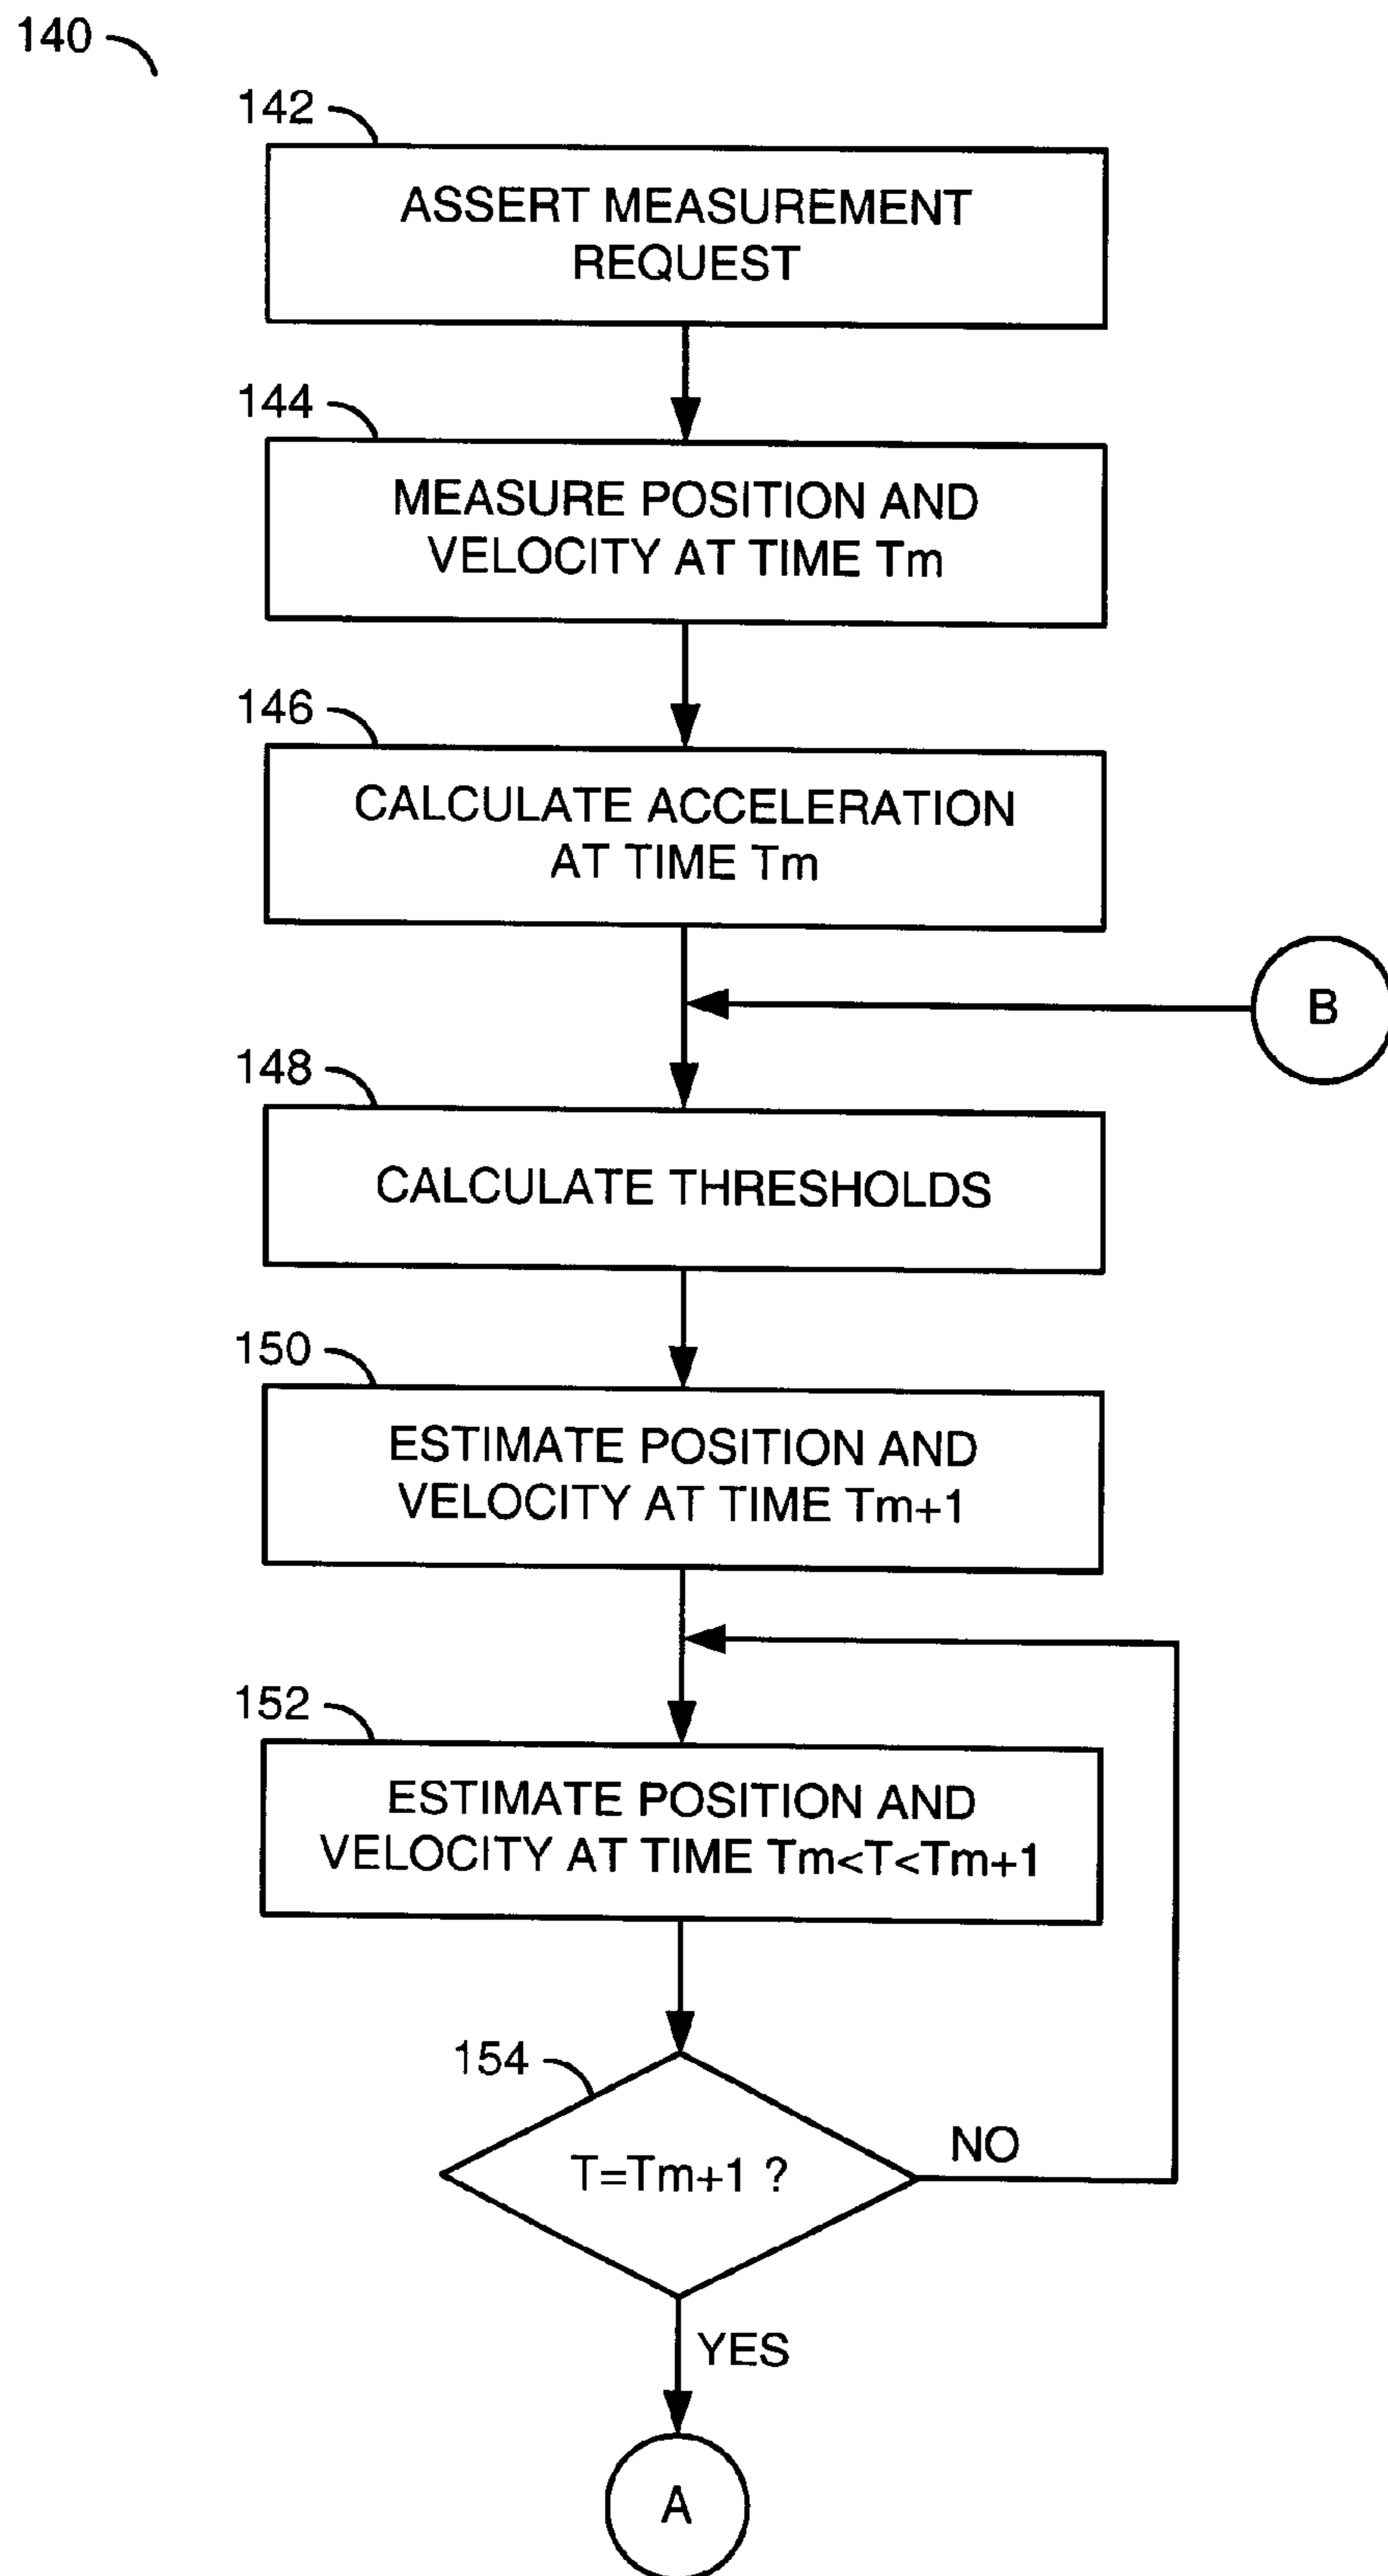 140
142
ASSERT MEASUREMENT
REQUEST
144
MEASURE POSITION AND
VELOCITY AT TIME Tm
146
CALCULATE ACCELERATION
AT TIME Tm
B
148
CALCULATE THRESHOLDS
150
ESTIMATE POSITION AND
VELOCITY AT TIME Tm+1
152
ESTIMATE POSITION AND
VELOCITY AT TIME Tm<T<Tm+1
154
T=Tm+1 ?
NO
YES
A